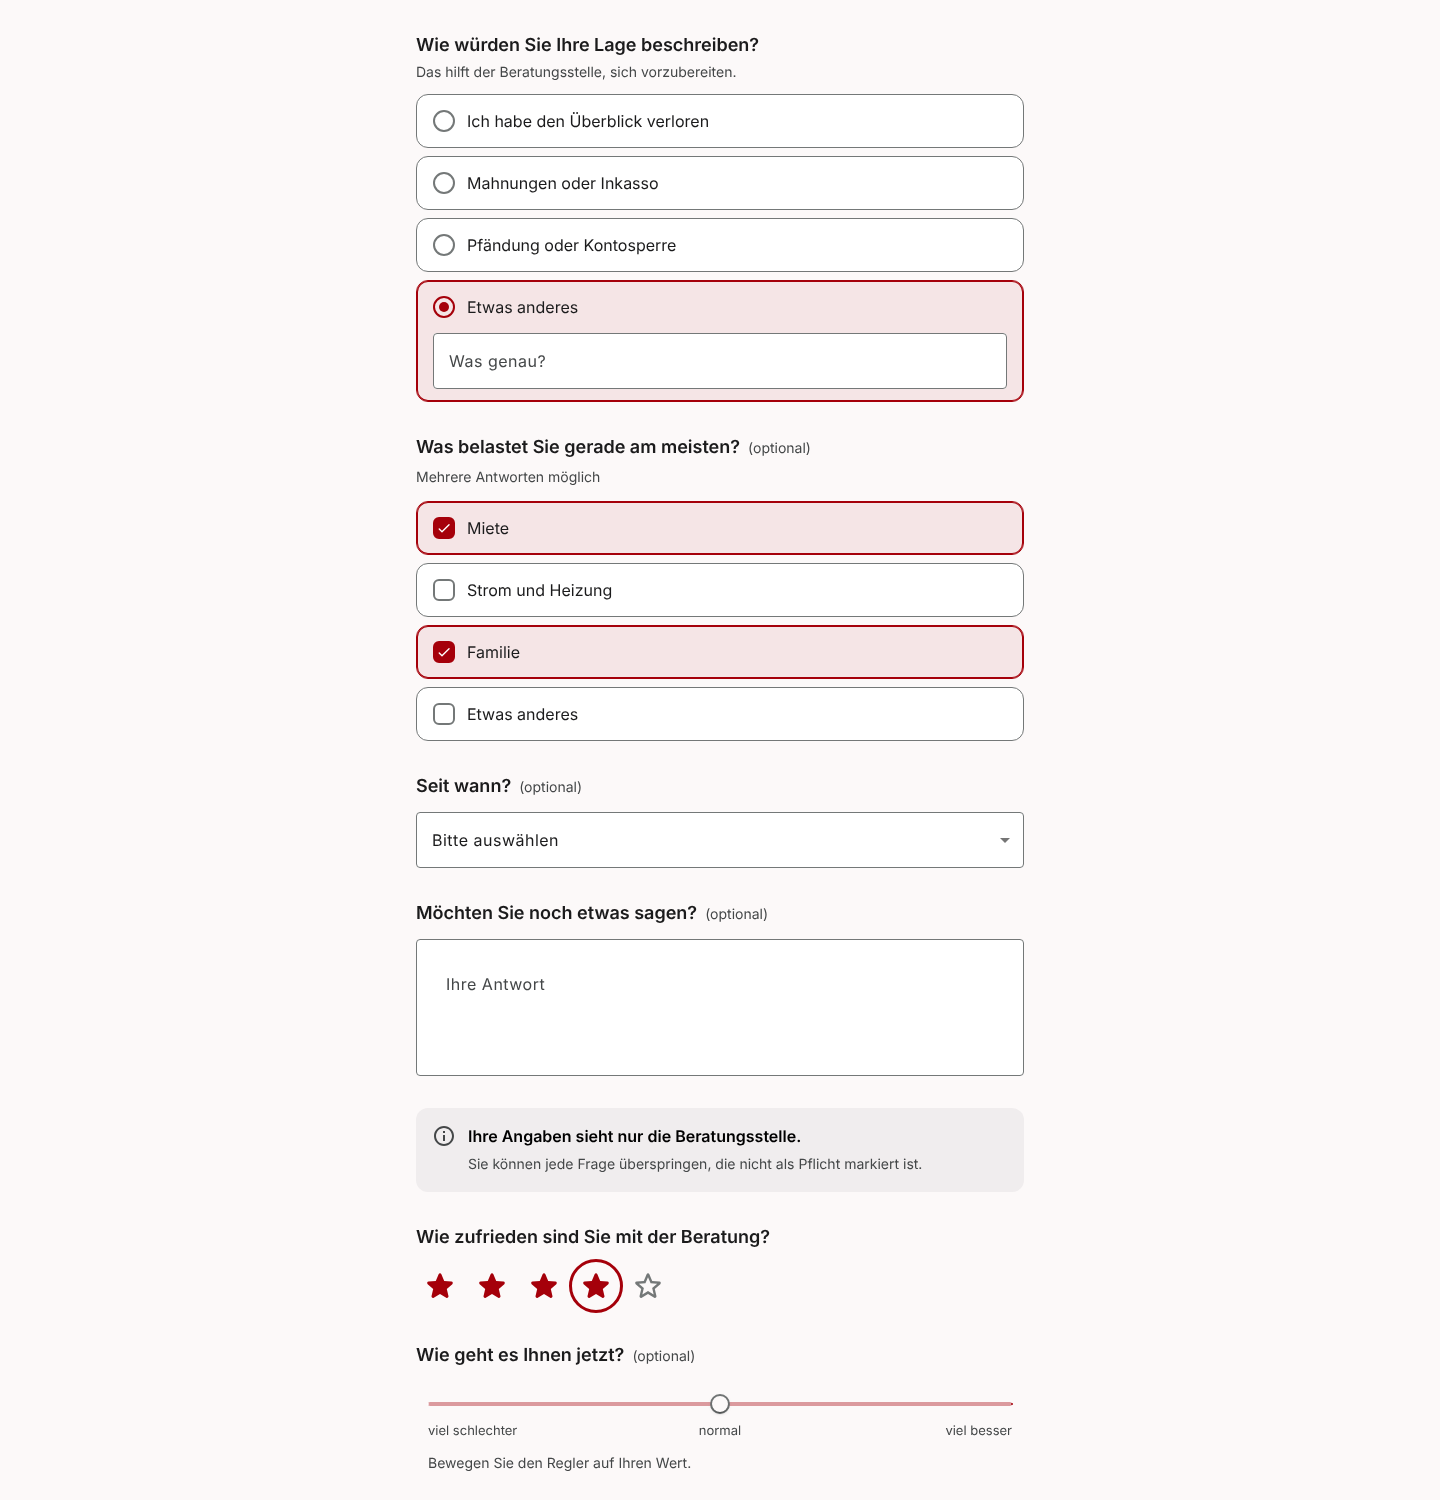 Wie würden Sie Ihre Lage beschreiben?
Das hilft der Beratungsstelle, sich vorzubereiten.
Ich habe den Überblick verloren
Mahnungen oder Inkasso
Pfändung oder Kontosperre
Etwas anderes
Was genau?
Was belastet Sie gerade am meisten? (optional)
Mehrere Antworten möglich
Miete
Strom und Heizung
Familie
Etwas anderes
Seit wann? (optional)
Bitte auswählen
Möchten Sie noch etwas sagen? (optional)
Ihre Antwort
Ihre Angaben sieht nur die Beratungsstelle.
Sie können jede Frage überspringen, die nicht als Pflicht markiert ist.
Wie zufrieden sind Sie mit der Beratung?
Wie geht es Ihnen jetzt? (optional)
viel schlechter normal viel besser
Bewegen Sie den Regler auf Ihren Wert.